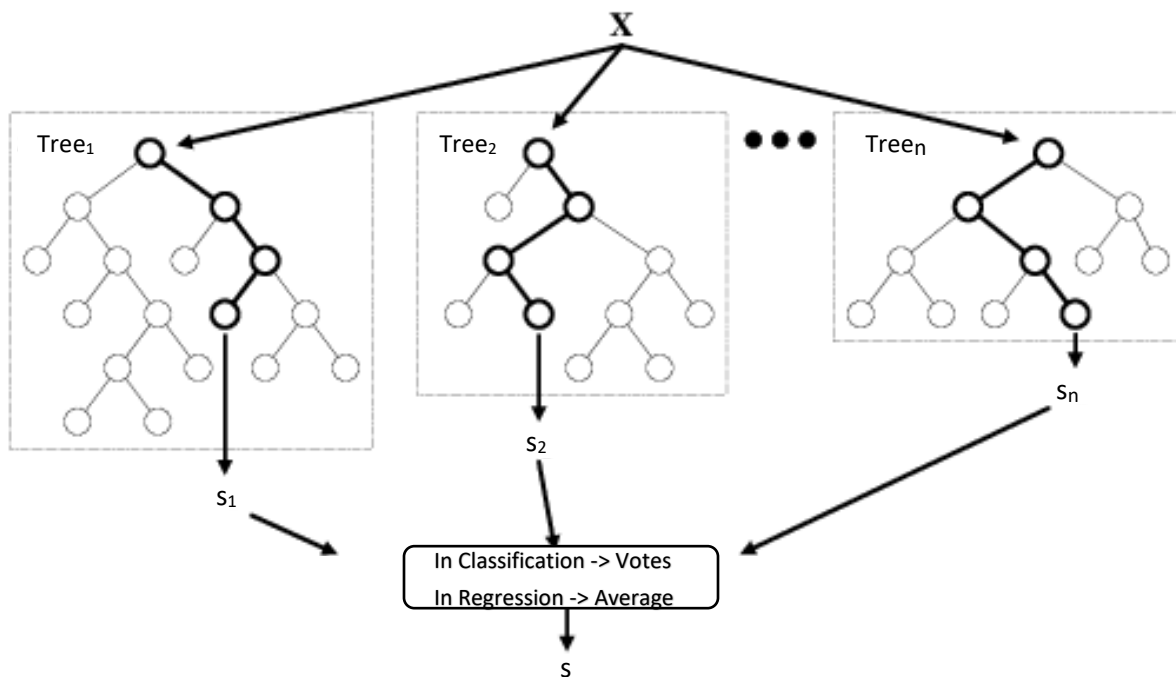 X
Tree₁
Tree₂
Treeₙ
sₙ
s₂
s₁
In Classification -> Votes
In Regression -> Average
s